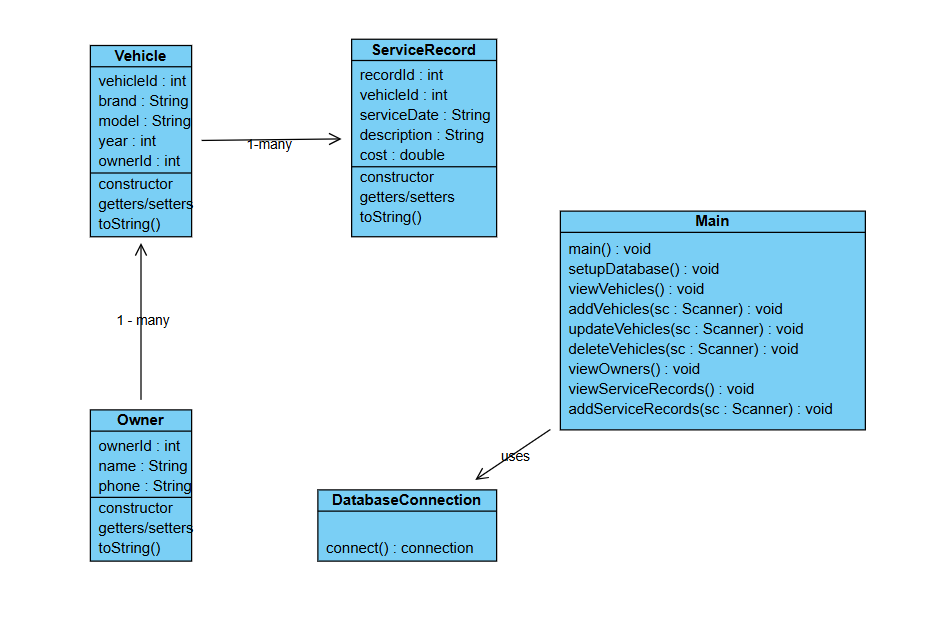 Vehicle
vehicleId : int
brand : String
model : String
year : int
ownerId : int
constructor
getters/setters
toString()
1-many
ServiceRecord
recordId : int
vehicleId : int
serviceDate : String
description : String
cost : double
constructor
getters/setters
toString()
1 - many
Owner
ownerId : int
name : String
phone : String
constructor
getters/setters
toString()
Main
main() : void
setupDatabase() : void
viewVehicles() : void
addVehicles(sc : Scanner) : void
updateVehicles(sc : Scanner) : void
deleteVehicles(sc : Scanner) : void
viewOwners() : void
viewServiceRecords() : void
addServiceRecords(sc : Scanner) : void
uses
DatabaseConnection
connect() : connection